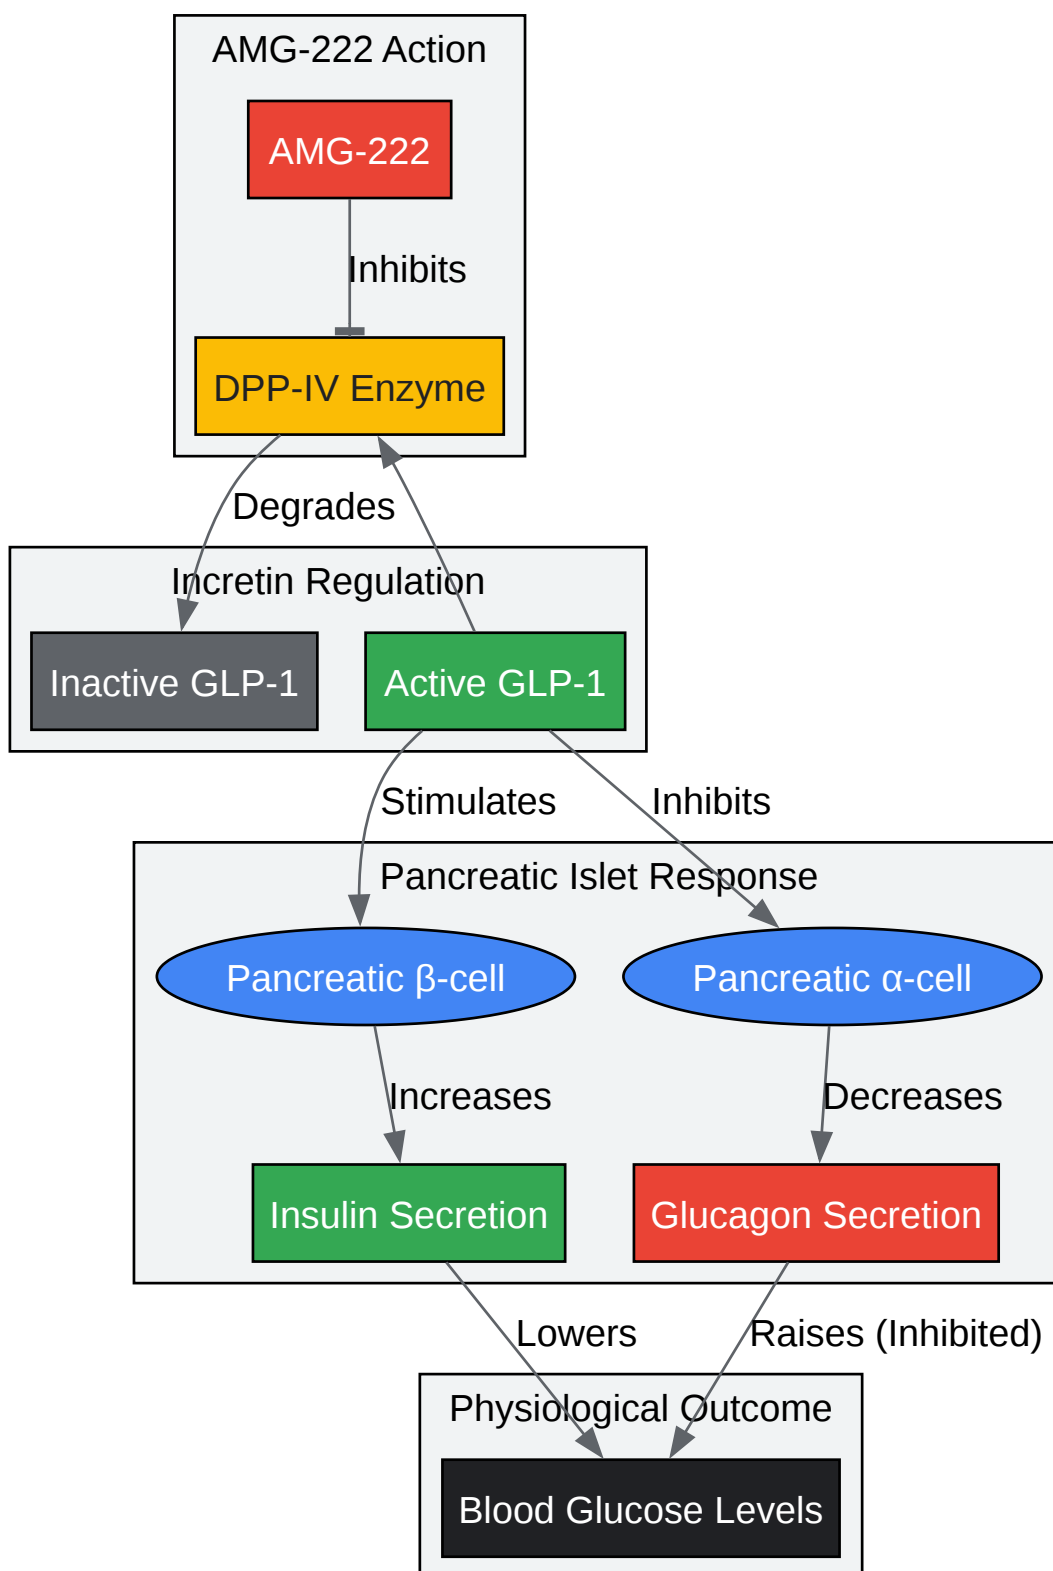 AMG-222 Action
AMG-222
Inhibits
DPP-IV Enzyme
Degrades
Incretin Regulation
Inactive GLP-1
Active GLP-1
Stimulates
Inhibits
Pancreatic Islet Response
Pancreatic β-cell
Pancreatic α-cell
Increases
Decreases
Insulin Secretion
Glucagon Secretion
Lowers
Raises (Inhibited)
Physiological Outcome
Blood Glucose Levels